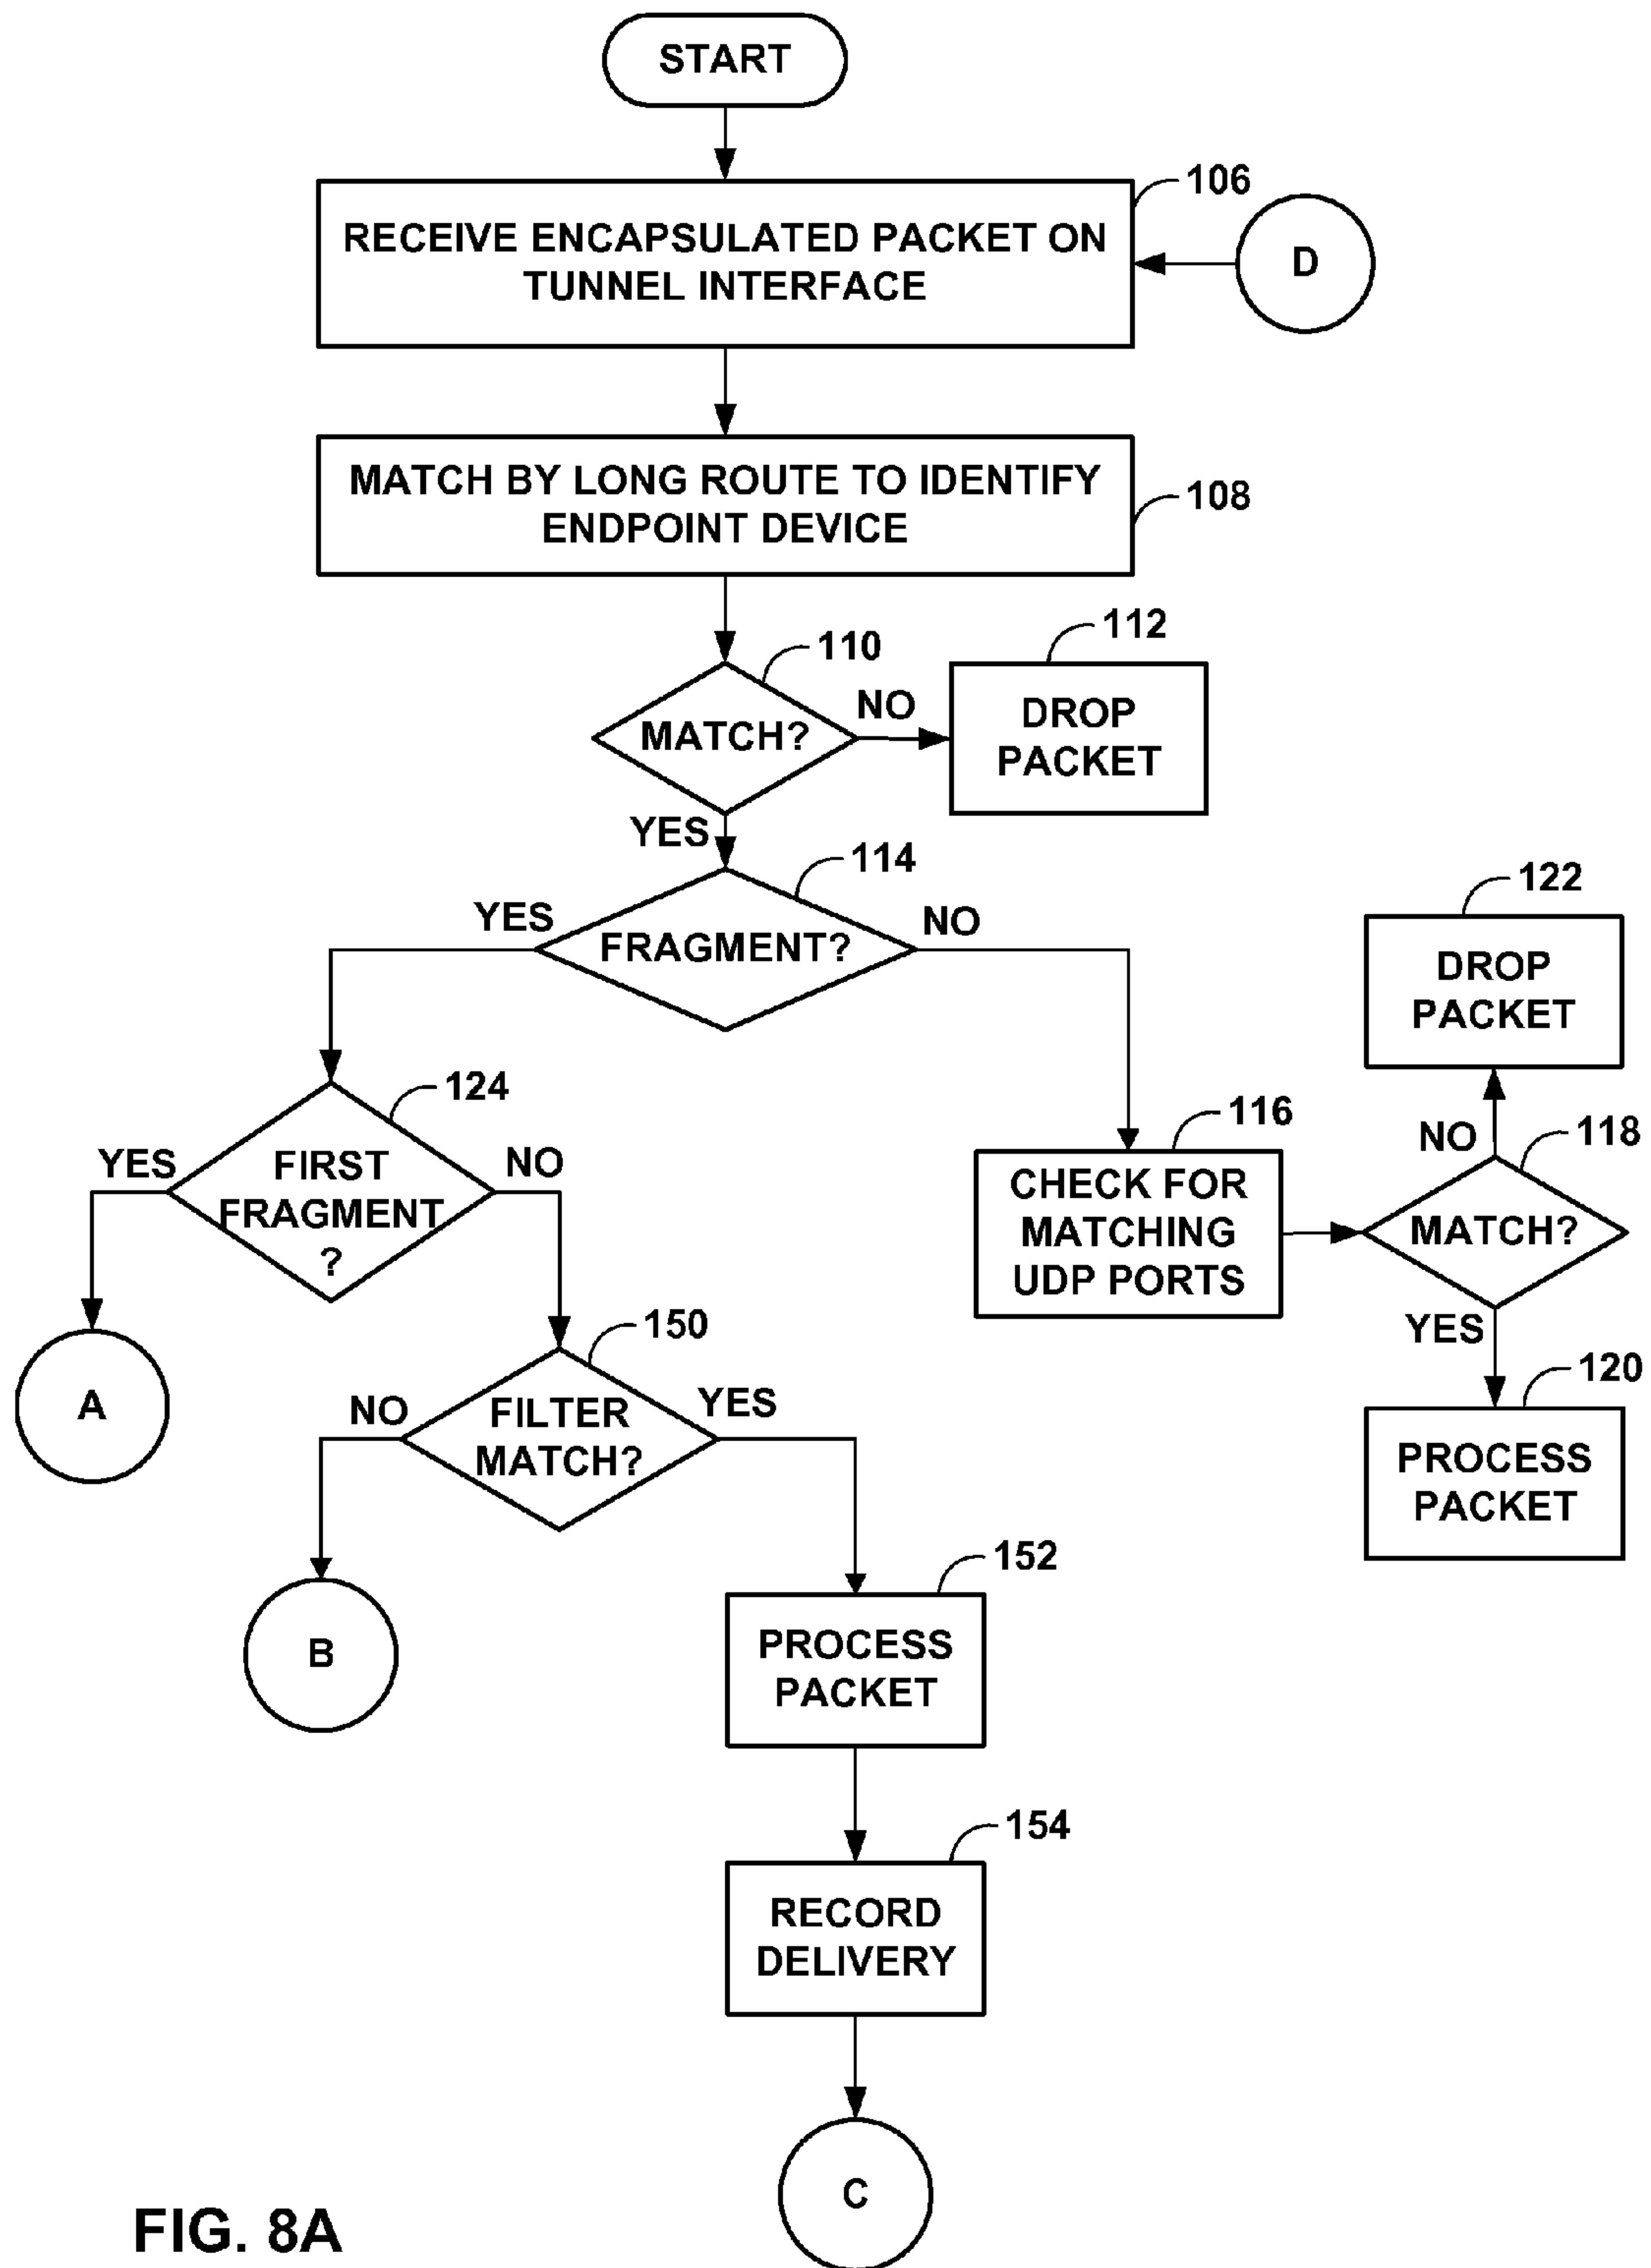 START
106
RECEIVE ENCAPSULATED PACKET ON
TUNNEL INTERFACE
D
MATCH BY LONG ROUTE TO IDENTIFY
ENDPOINT DEVICE
108
110
112
MATCH?
NO
DROP
PACKET
YES
114
YES
FRAGMENT?
NO
122
DROP
PACKET
124
YES
FIRST
FRAGMENT
?
NO
116
CHECK FOR
MATCHING
UDP PORTS
NO
118
MATCH?
YES
120
PROCESS
PACKET
A
150
NO
FILTER
MATCH?
YES
B
152
PROCESS
PACKET
154
RECORD
DELIVERY
C
FIG. 8A